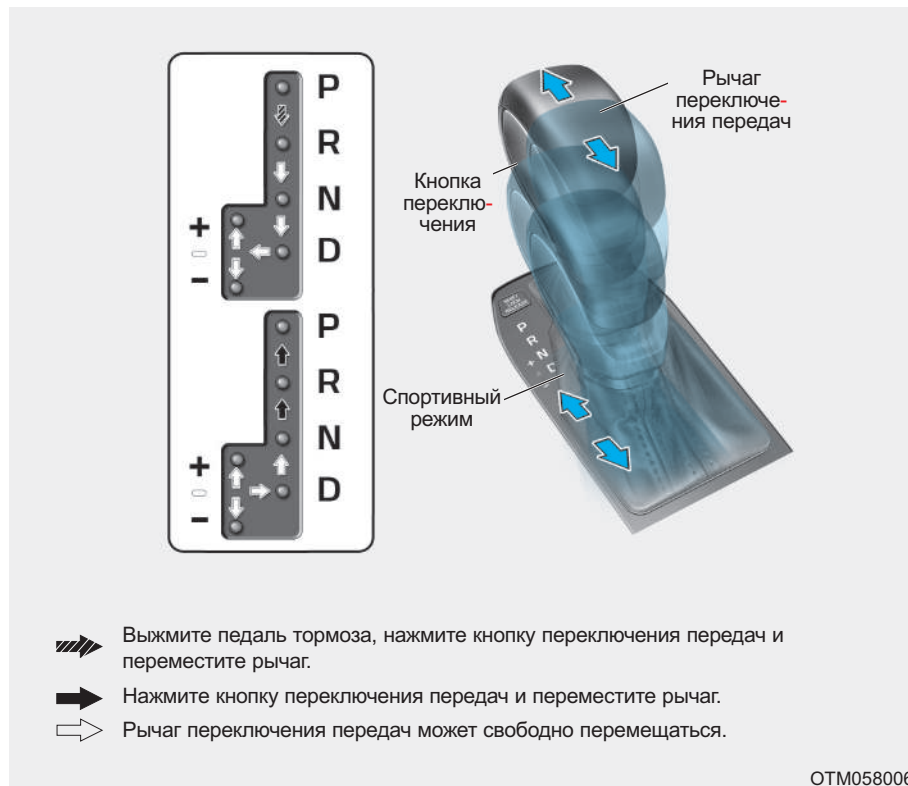 P
R
N
+
D
−
P
R
N
+
D
−
Рычаг
переключе-
ния передач
Кнопка
переклю-
чения
P
R
N
D
+
Спортивный
режим
Выжмите педаль тормоза, нажмите кнопку переключения передач и
переместите рычаг.
Нажмите кнопку переключения передач и переместите рычаг.
Рычаг переключения передач может свободно перемещаться.
OTM058006